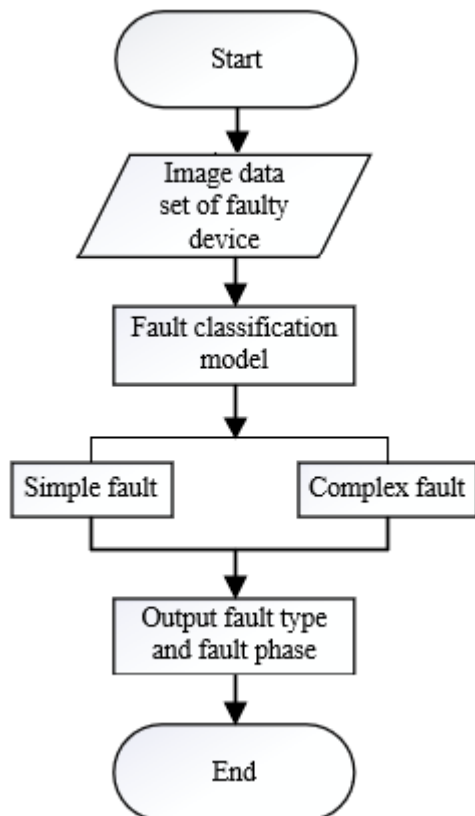 Start
Image data
set of faulty
device
Fault classification
model
Simple fault
Complex fault
Output fault type
and fault phase
End